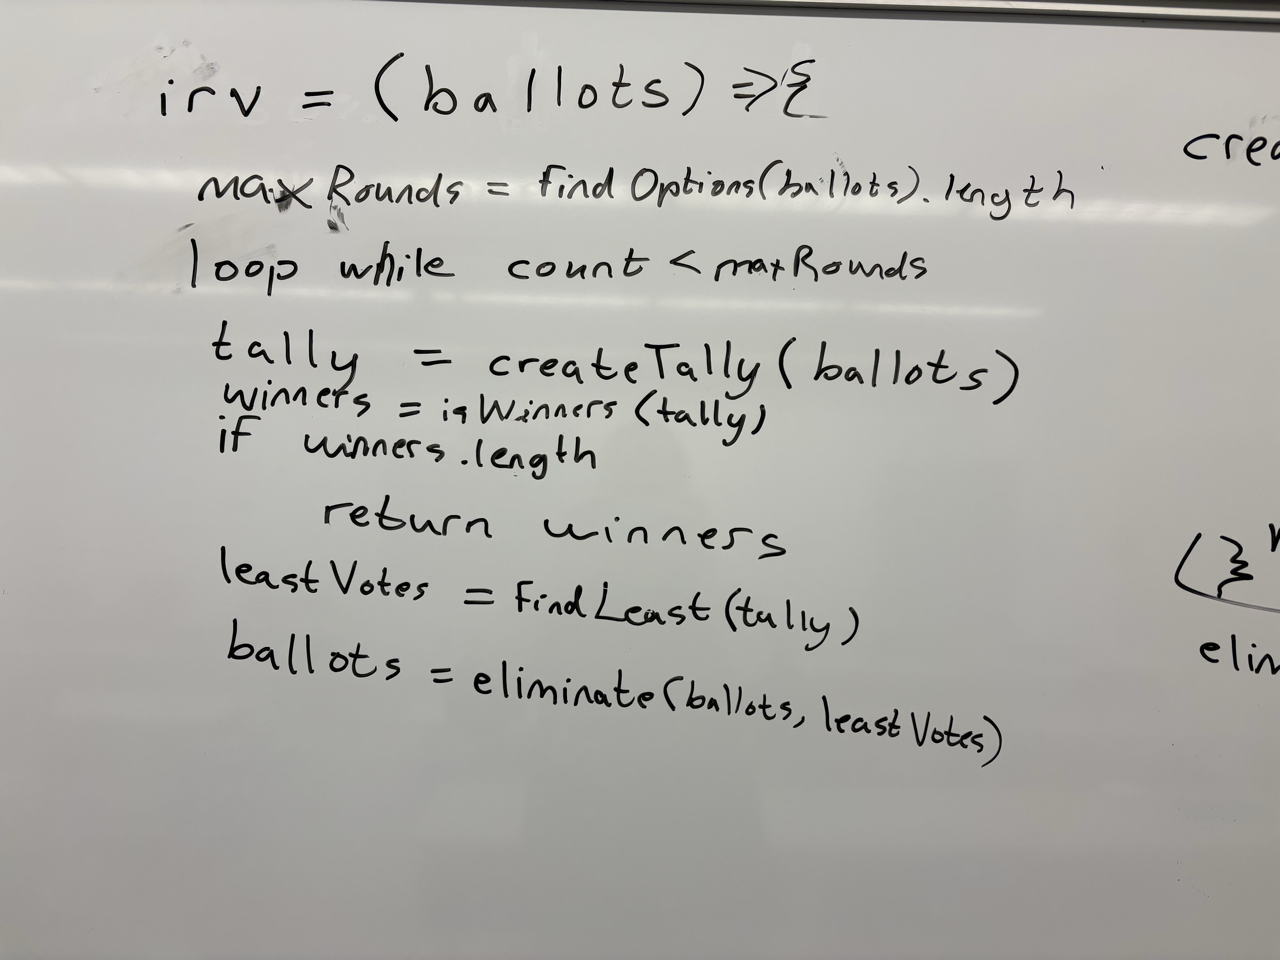 irv = (ballots) => {
maxRounds = findOptions(ballots).length
loop while count < maxRounds
tally = createTally(ballots)
winners = isWinners(tally)
if winners.length
return winners
leastVotes = findLeast(tally)
ballots = eliminate(ballots, leastVotes)
crea
( }
elim